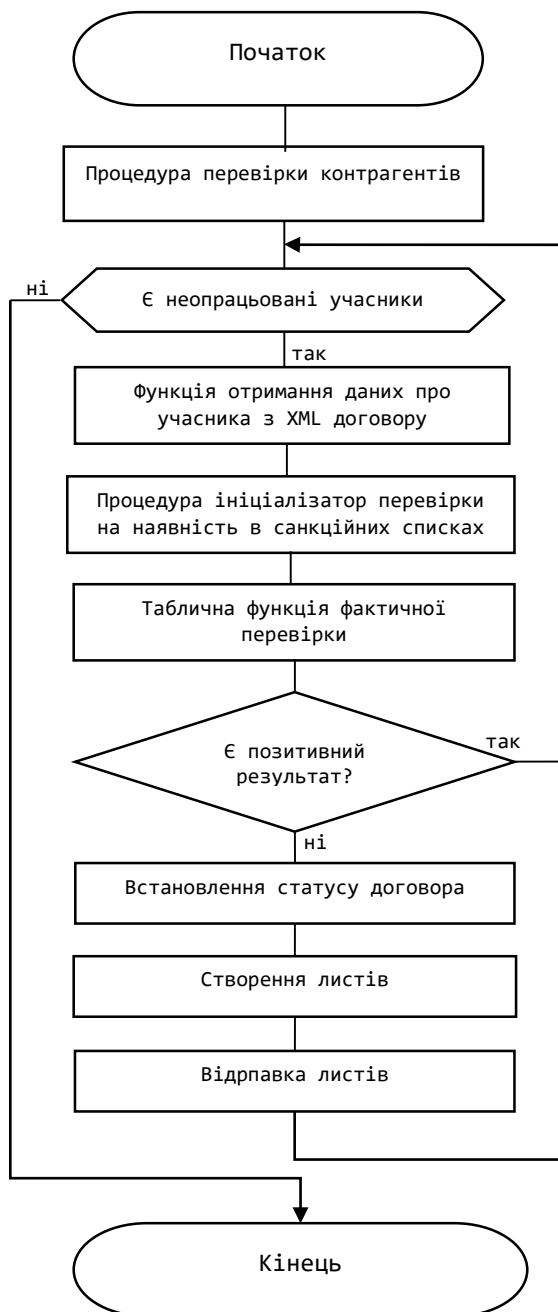 Початок
Процедура перевірки контрагентів
ні
Є неопрацьовані учасники
так
Функція отримання даних про
учасника з XML договору
Процедура ініціалізатор перевірки
на наявність в санкційних списках
Таблична функція фактичної
перевірки
Є позитивний
результат?
так
ні
Встановлення статусу договора
Створення листів
Відрпавка листів
Кінець